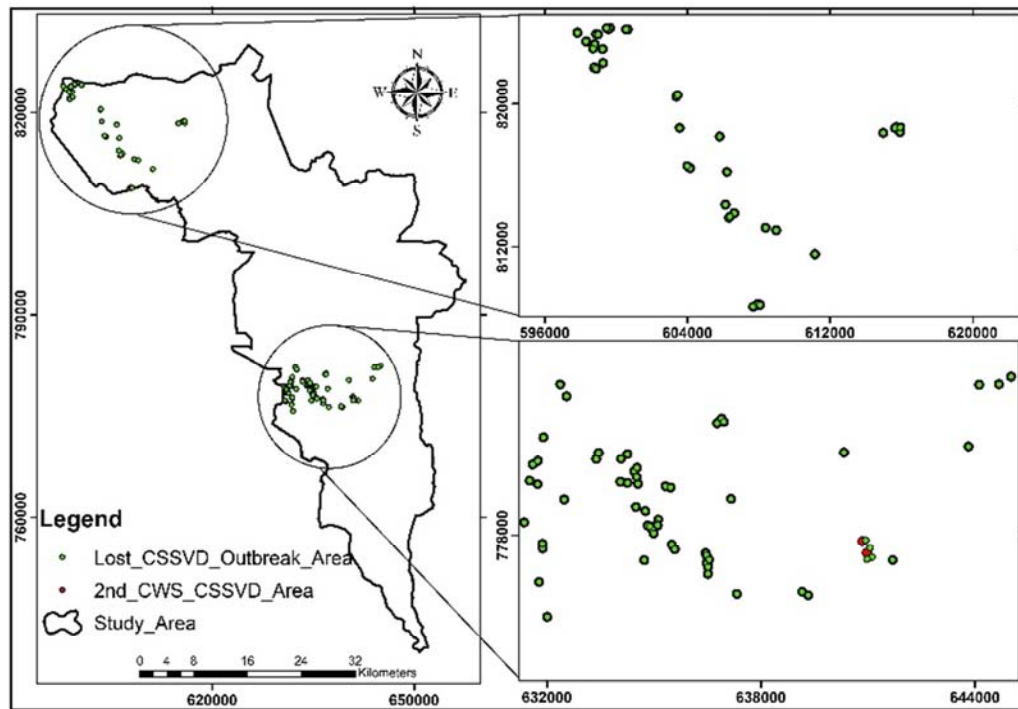 N
W E
S
820000
790000
760000
Legend
Lost_CSSVD_Outbreak_Area
2nd_CWS_CSSVD_Area
Study_Area
0 4 8 16 24 32
Kilometers
620000 650000
820000
812000
596000 604000 612000 620000
778000
632000 638000 644000